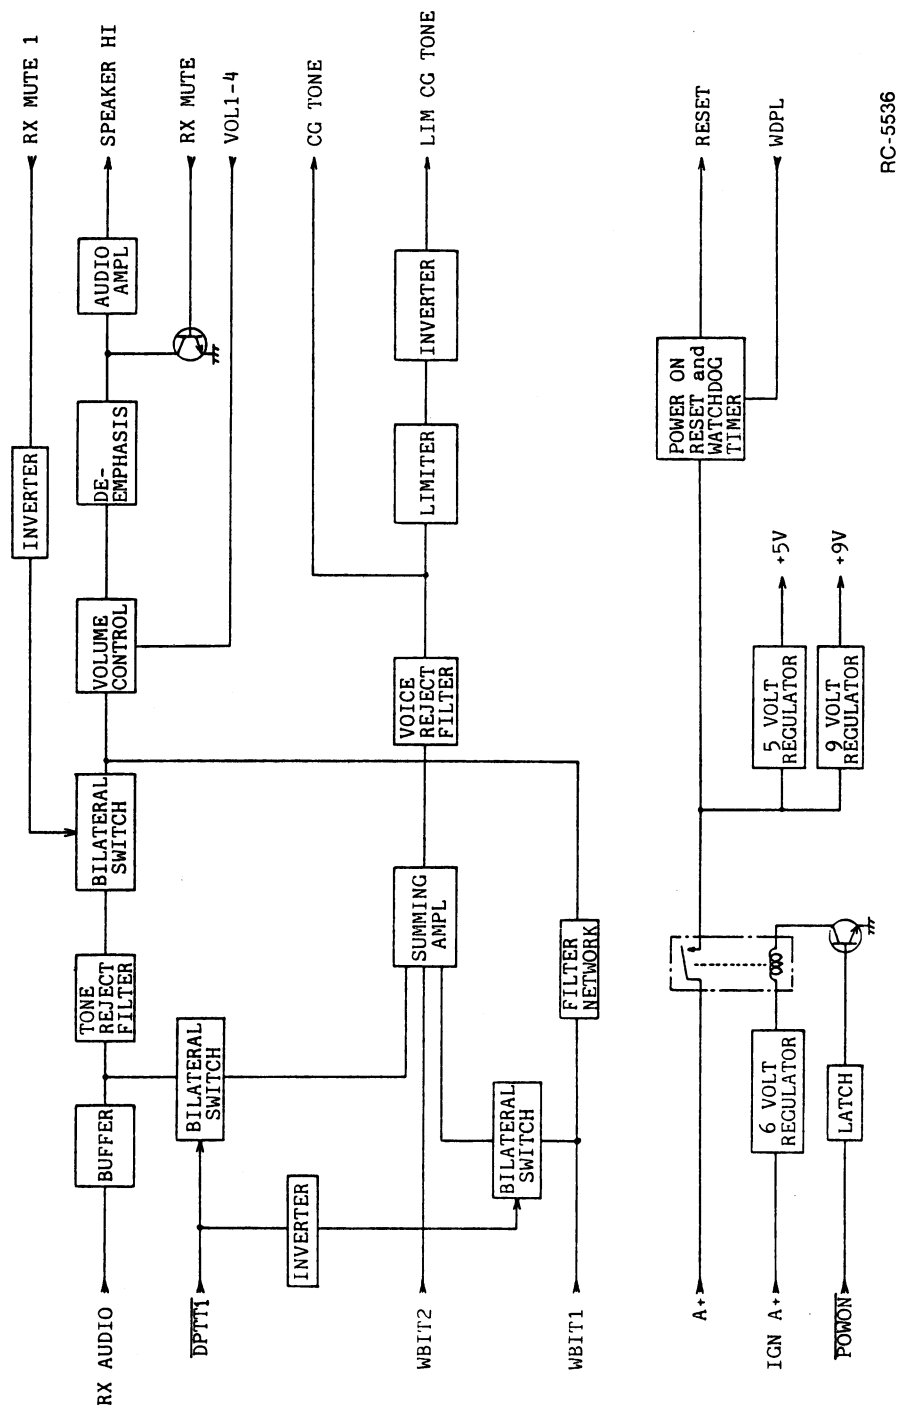 RX MUTE 1
INVERTER
RX AUDIO
BUFFER
TONE
REJECT
FILTER
BILATERAL
SWITCH
VOLUME
CONTROL
DE-
EMPHASIS
AUDIO
AMPL
SPEAKER HI
RX MUTE
VOL1-4
DPTT1
BILATERAL
SWITCH
INVERTER
CG TONE
WBIT2
SUMMING
AMPL
VOICE
REJECT
FILTER
LIMITER
INVERTER
LIM CG TONE
BILATERAL
SWITCH
WBIT1
FILTER
NETWORK
A+
POWER ON
RESET and
WATCHDOG
TIMER
RESET
WDPL
IGN A+
6 VOLT
REGULATOR
5 VOLT
REGULATOR
+5V
POWON
LATCH
9 VOLT
REGULATOR
+9V
RC-5536